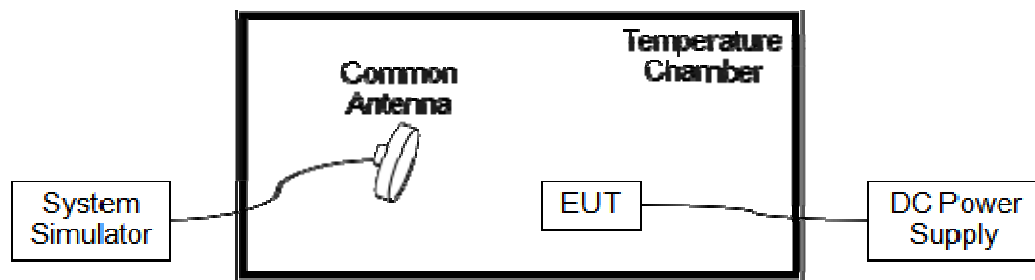 Temperature
Chamber
Common
Antenna
System
Simulator
EUT
DC Power
Supply